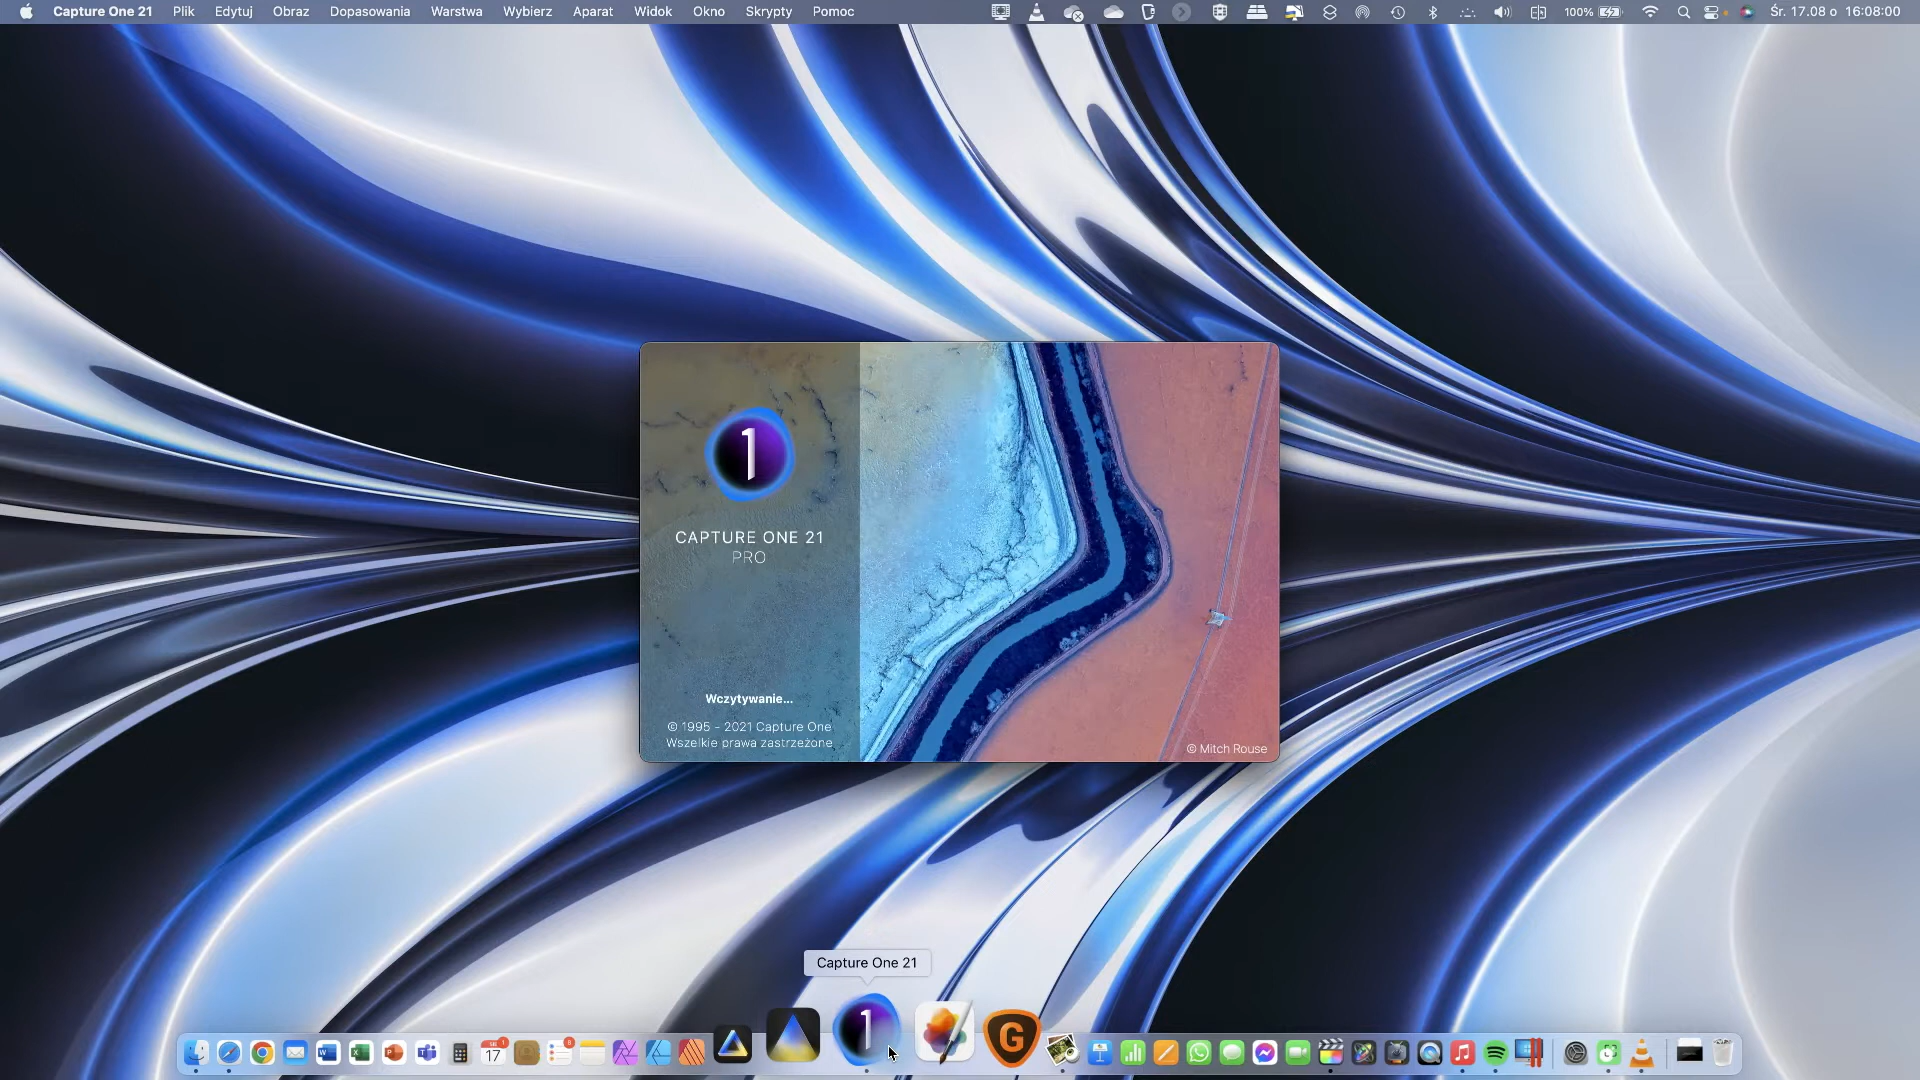 Capture One 21 Plik Edytuj Obraz Dopasowania Warstwa Wybierz Aparat Widok Okno Skrypty Pomoc 100% Śr. 17.08 o 16:08:00
1
CAPTURE ONE 21
PRO
Wczytywanie...
© 1995 - 2021 Capture One
Wszelkie prawa zastrzeżone
© Mitch Rouse
Capture One 21
1
G
17